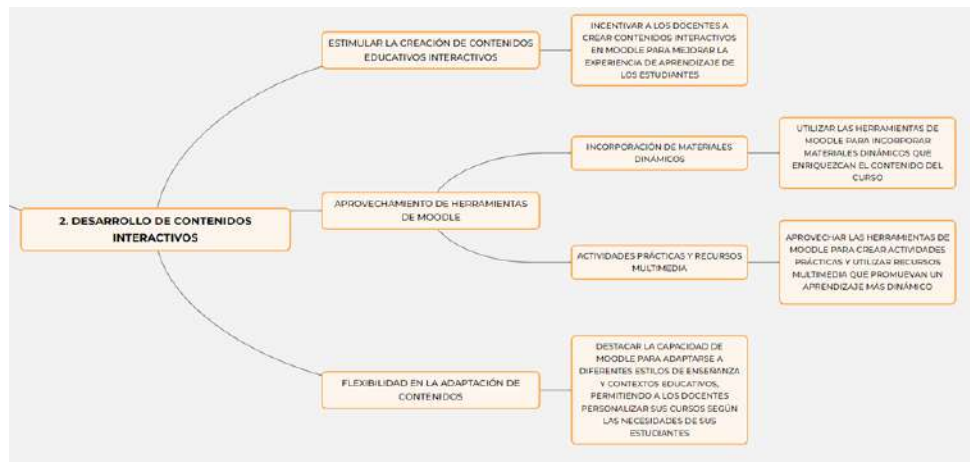 2. DESARROLLO DE CONTENIDOS
INTERACTIVOS
ESTIMULAR LA CREACIÓN DE CONTENIDOS
EDUCATIVOS INTERACTIVOS
INCENTIVAR A LOS DOCENTES A
CREAR CONTENIDOS INTERACTIVOS
EN MOODLE PARA MEJORAR LA
EXPERIENCIA DE APRENDIZAJE DE
LOS ESTUDIANTES
APROVECHAMIENTO DE HERRAMIENTAS
DE MOODLE
INCORPORACIÓN DE MATERIALES
DINÁMICOS
UTILIZAR LAS HERRAMIENTAS DE
MOODLE PARA INCORPORAR
MATERIALES DINÁMICOS QUE
ENRIQUEZCAN EL CONTENIDO DEL
CURSO
ACTIVIDADES PRÁCTICAS Y RECURSOS
MULTIMEDIA
APROVECHAR LAS HERRAMIENTAS DE
MOODLE PARA CREAR ACTIVIDADES
PRÁCTICAS Y UTILIZAR RECURSOS
MULTIMEDIA QUE PROMUEVAN UN
APRENDIZAJE MÁS DINÁMICO
FLEXIBILIDAD EN LA ADAPTACIÓN DE
CONTENIDOS
DESTACAR LA CAPACIDAD DE
MOODLE PARA ADAPTARSE A
DIFERENTES ESTILOS DE ENSEÑANZA
Y CONTEXTOS EDUCATIVOS,
PERMITIENDO A LOS DOCENTES
PERSONALIZAR SUS CURSOS SEGÚN
LAS NECESIDADES DE SUS
ESTUDIANTES